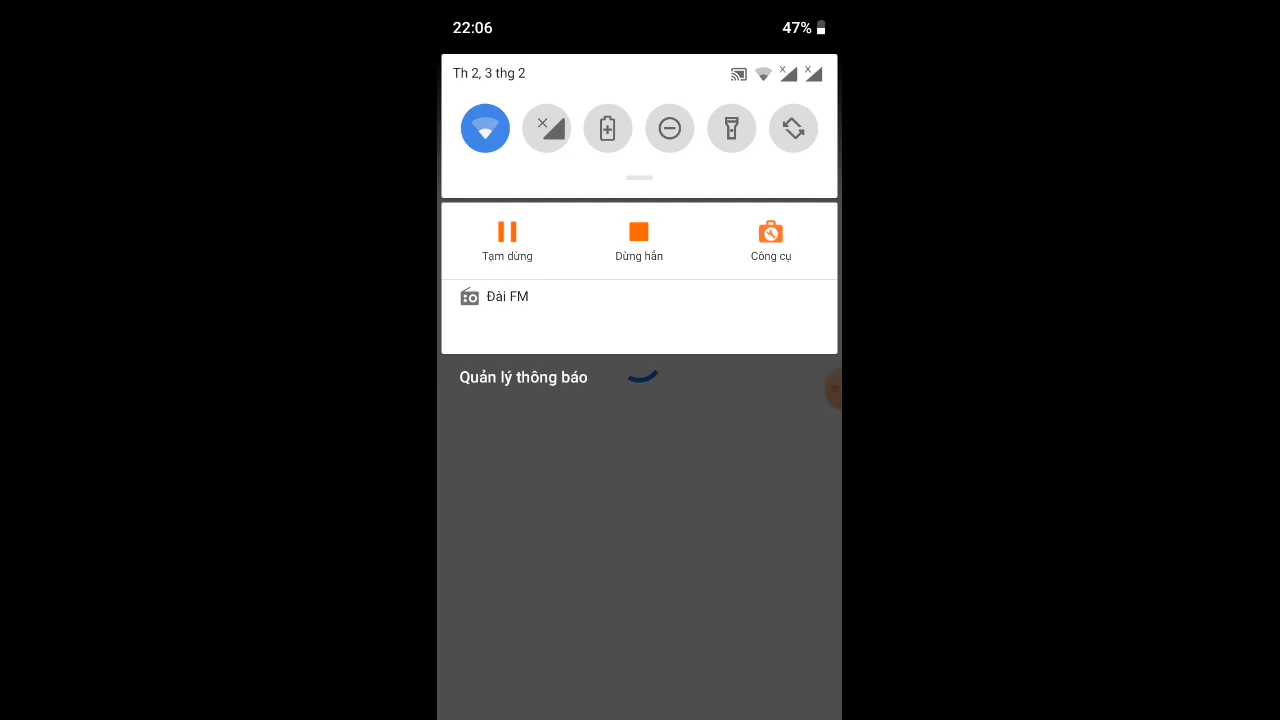 22:06
47%
Th 2, 3 thg 2
Tạm dừng
Dừng hẳn
Công cụ
Đài FM
Quản lý thông báo